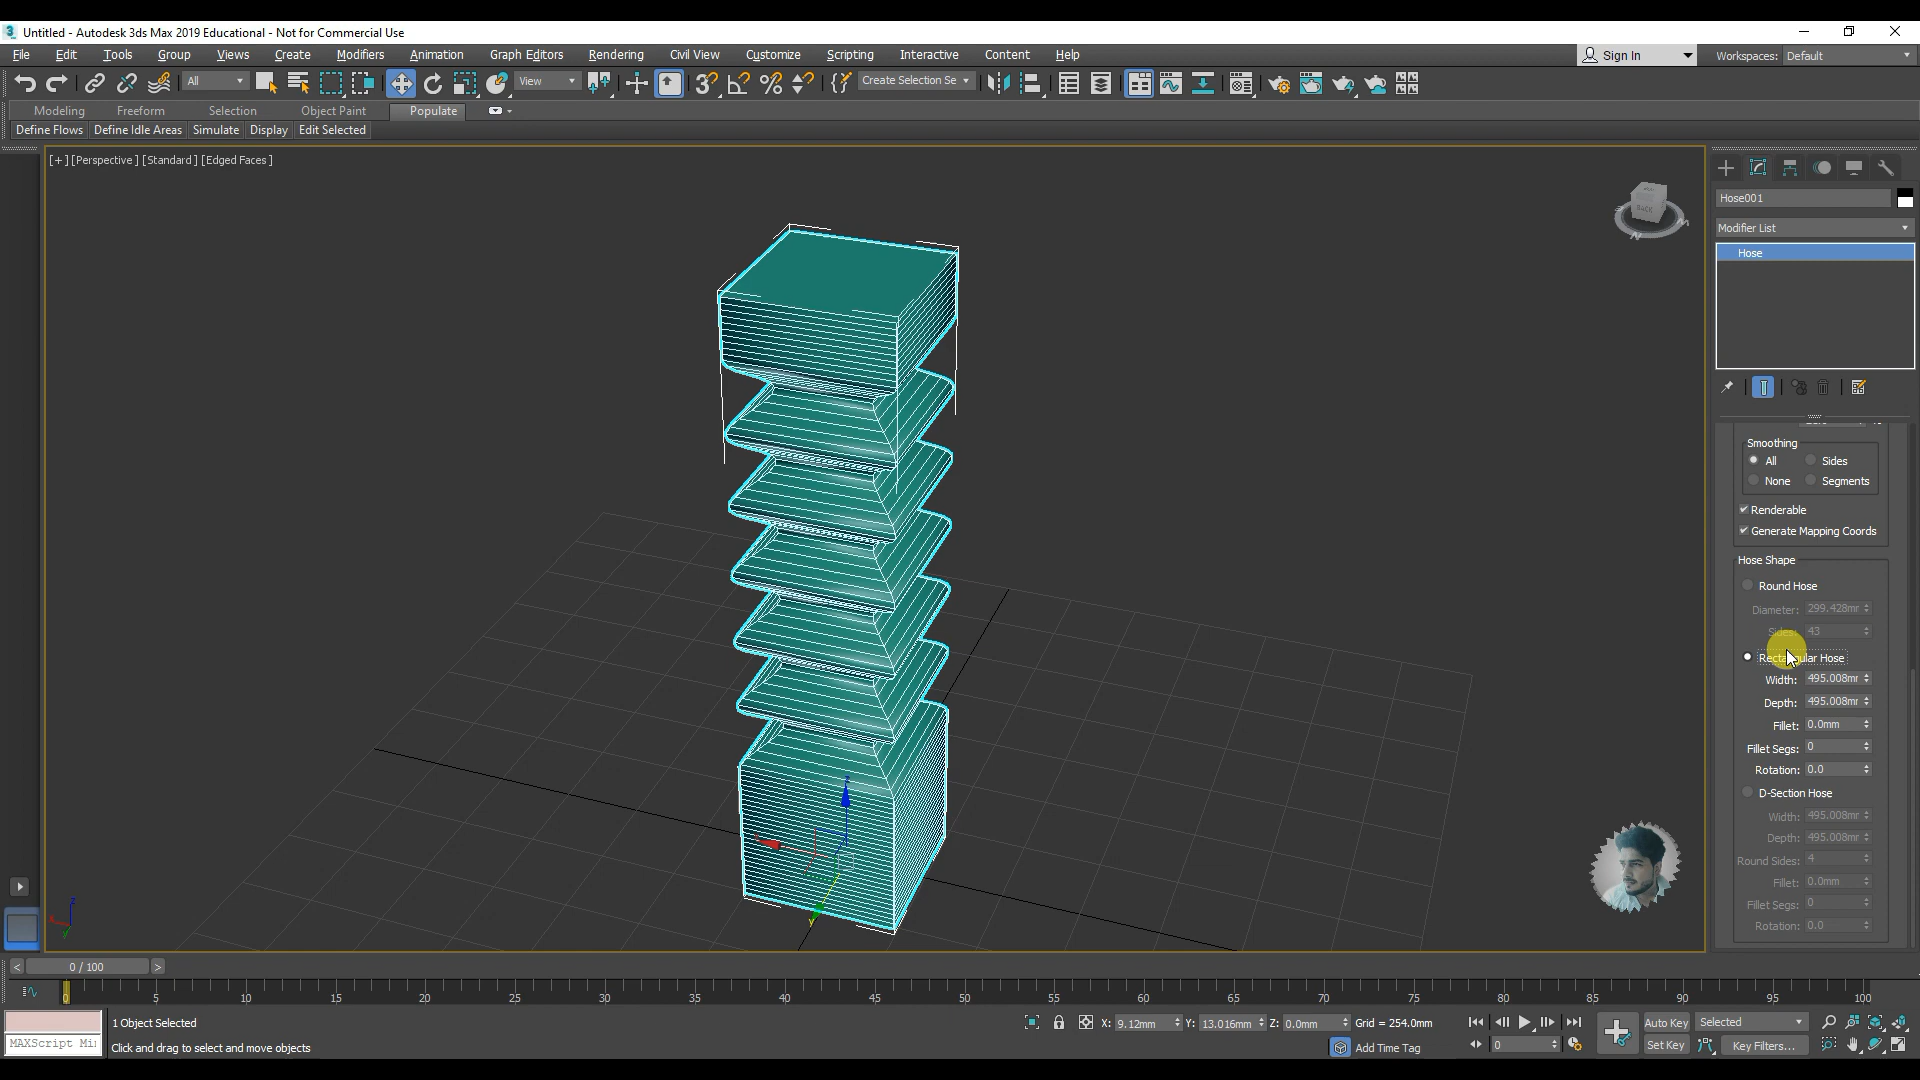 Untitled - Autodesk 3ds Max 2019 Educational - Not for Commercial Use
File Edit Tools Group Views Create Modifiers Animation Graph Editors Rendering Civil View Customize Scripting Interactive Content Help Sign In Workspaces: Default
All View Create Selection Se
Modeling Freeform Selection Object Paint Populate
Define Flows Define Idle Areas Simulate Display Edit Selected
[+] [Perspective] [Standard] [Edged Faces]
BACK
Hose001
Modifier List
Hose
Smoothing
All Sides
None Segments
Renderable
Generate Mapping Coords
Hose Shape
Round Hose
Diameter: 299.428mr
Sides: 43
Rectangular Hose
Width: 495.008mr
Depth: 495.008mr
Fillet: 0.0mm
Fillet Segs: 0
Rotation: 0.0
D-Section Hose
Width: 495.008mr
Depth: 495.008mr
Round Sides: 4
Fillet: 0.0mm
Fillet Segs: 0
Rotation: 0.0
z
x
y
z
x
y
< 0 / 100 >
0 5 10 15 20 25 30 35 40 45 50 55 60 65 70 75 80 85 90 95 100
1 Object Selected X: 9.12mm Y: 13.016mm Z: 0.0mm Grid = 254.0mm Auto Key Selected
MAXScript Mi Click and drag to select and move objects Add Time Tag 0 Set Key Key Filters...